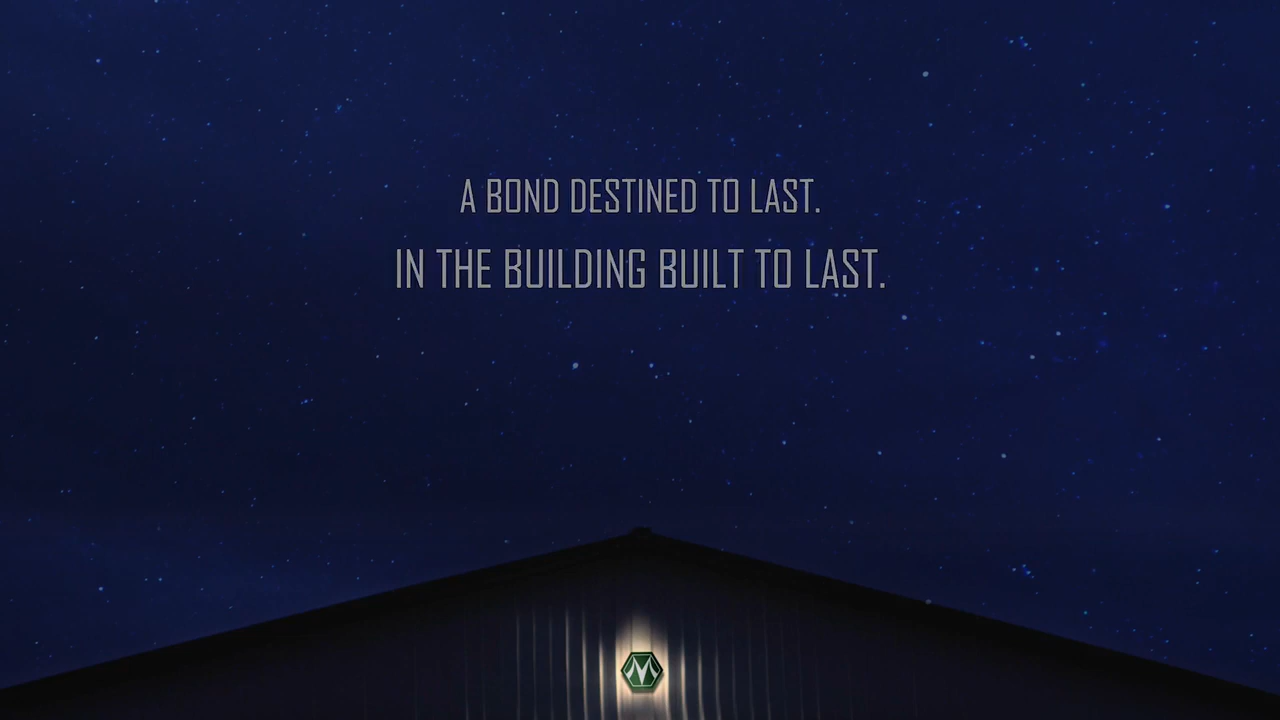 A BOND DESTINED TO LAST.
IN THE BUILDING BUILT TO LAST.
M